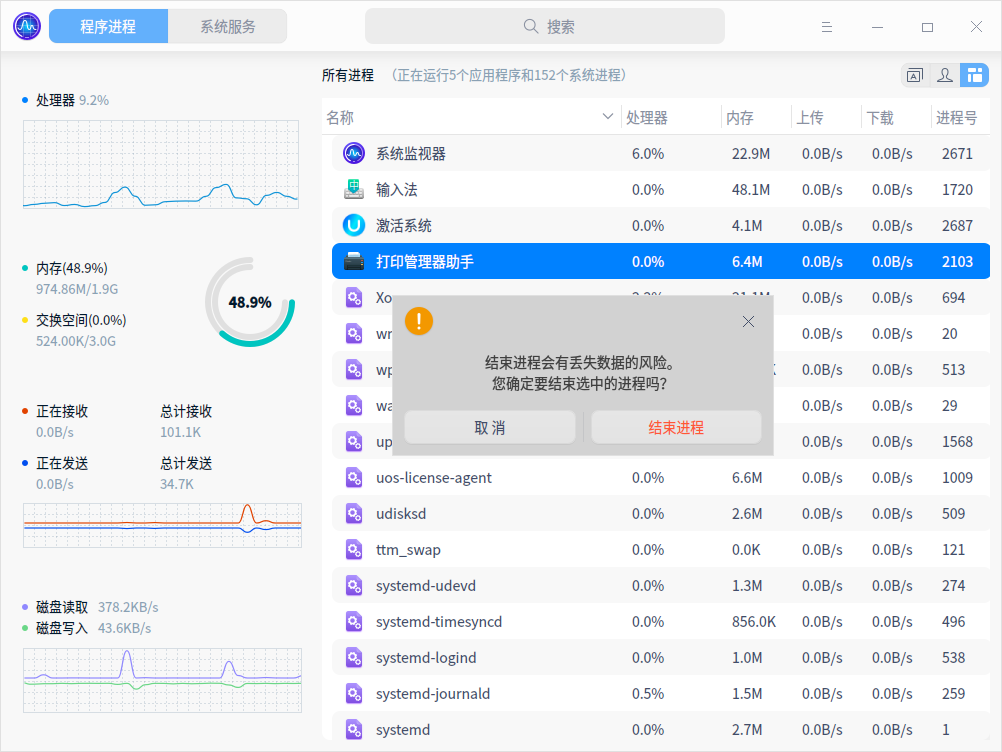 程序进程
系统服务
搜索
所有进程 （正在运行5个应用程序和152个系统进程）
处理器 9.2%
内存(48.9%)
974.86M/1.9G
交换空间(0.0%)
524.00K/3.0G
48.9%
正在接收 总计接收
0.0B/s 101.1K
正在发送 总计发送
0.0B/s 34.7K
磁盘读取 378.2KB/s
磁盘写入 43.6KB/s
名称 处理器 内存 上传 下载 进程号
系统监视器 6.0% 22.9M 0.0B/s 0.0B/s 2671
输入法 0.0% 48.1M 0.0B/s 0.0B/s 1720
激活系统 0.0% 4.1M 0.0B/s 0.0B/s 2687
打印管理器助手 0.0% 6.4M 0.0B/s 0.0B/s 2103
0.0B/s 0.0B/s 694
0.0B/s 0.0B/s 20
0.0B/s 0.0B/s 513
0.0B/s 0.0B/s 29
0.0B/s 0.0B/s 1568
结束进程会有丢失数据的风险。
您确定要结束选中的进程吗？
取 消
结束进程
uos-license-agent 0.0% 6.6M 0.0B/s 0.0B/s 1009
udisksd 0.0% 2.6M 0.0B/s 0.0B/s 509
ttm_swap 0.0% 0.0K 0.0B/s 0.0B/s 121
systemd-udevd 0.0% 1.3M 0.0B/s 0.0B/s 274
systemd-timesyncd 0.0% 856.0K 0.0B/s 0.0B/s 496
systemd-logind 0.0% 1.0M 0.0B/s 0.0B/s 538
systemd-journald 0.5% 1.5M 0.0B/s 0.0B/s 259
systemd 0.0% 2.7M 0.0B/s 0.0B/s 1